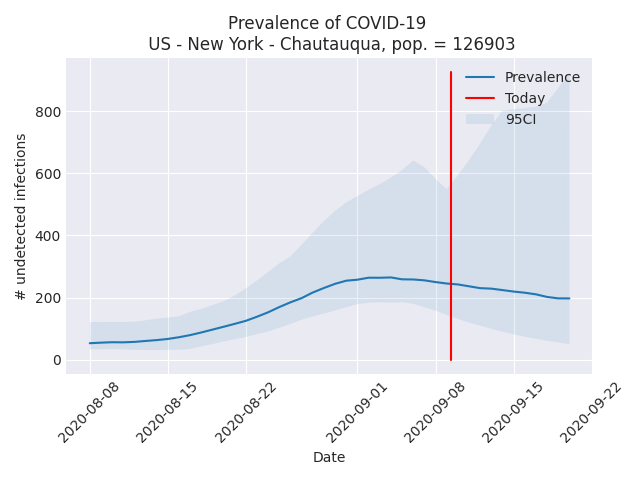 Prevalence of COVID-19
US - New York - Chautauqua, pop. = 126903
Prevalence
Today
95CI
800
600
400
200
0
# undetected infections
2020-08-08
2020-08-15
2020-08-22
2020-09-01
2020-09-08
2020-09-15
2020-09-22
Date